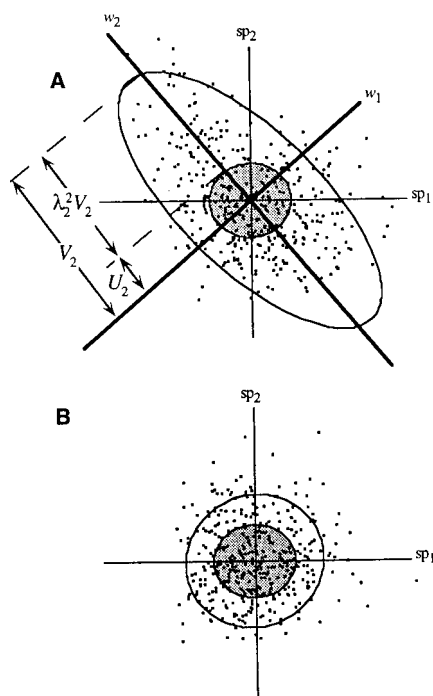 w₂
sp₂
A
w₁
λ₂²V₂
sp₁
V₂
U₂
sp₂
B
sp₁